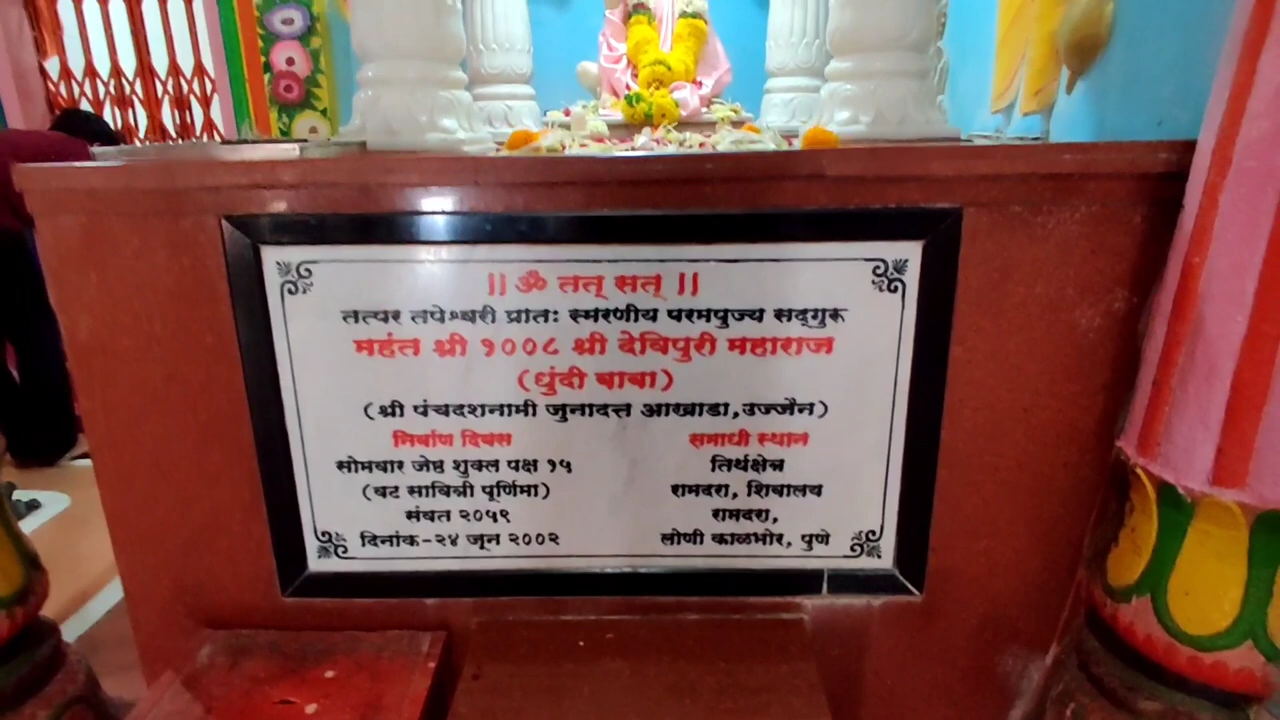 || ॐ तत् सत् ||
तत्पर तपेश्वरी प्रातः स्मरणीय परमपुज्य सद्‌गुरू
महंत श्री १००८ श्री देविपुरी महाराज
(धुंदी बाबा)
(श्री पंचदशनामी जुनादत्त आखाडा,उज्जैन)
निर्वाण दिवस
सोमवार जेष्ठ शुक्ल पक्ष १५
(वट सावित्री पूर्णिमा)
संवत २०५९
दिनांक-२४ जून २००२
समाधी स्थान
तिर्थक्षेत्र
रामदरा, शिवालय
रामदरा,
लोणी काळभोर, पुणे